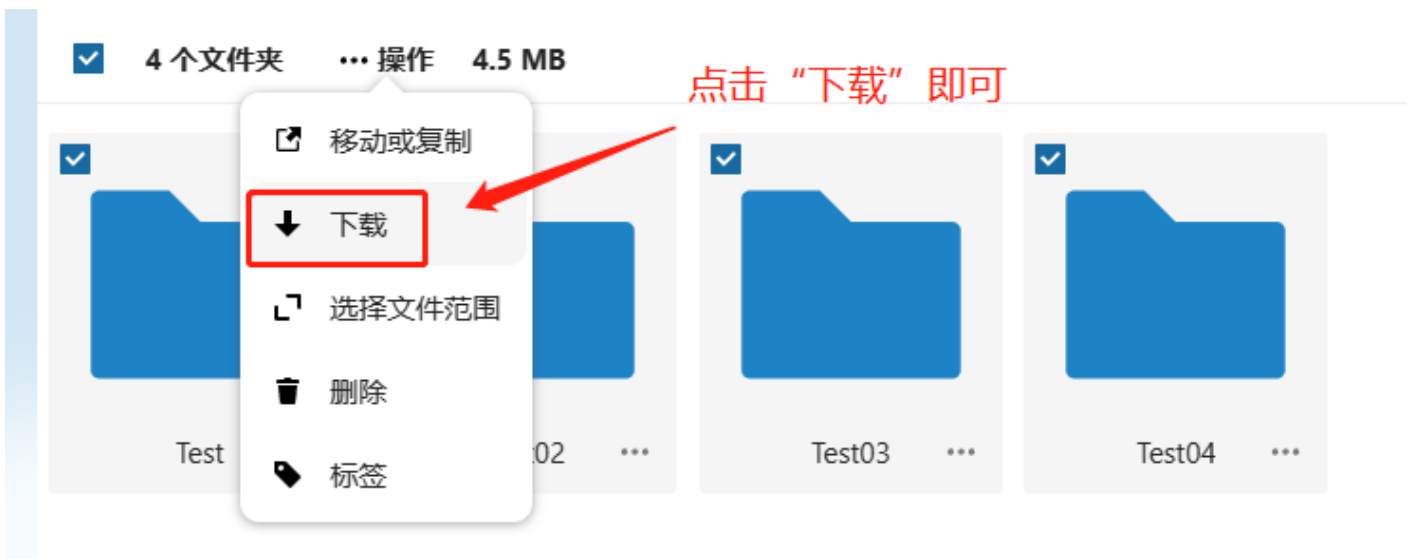 4 个文件夹 ··· 操作 4.5 MB
点击“下载”即可
移动或复制
下载
选择文件范围
删除
标签
Test
02 ···
Test03 ···
Test04 ···